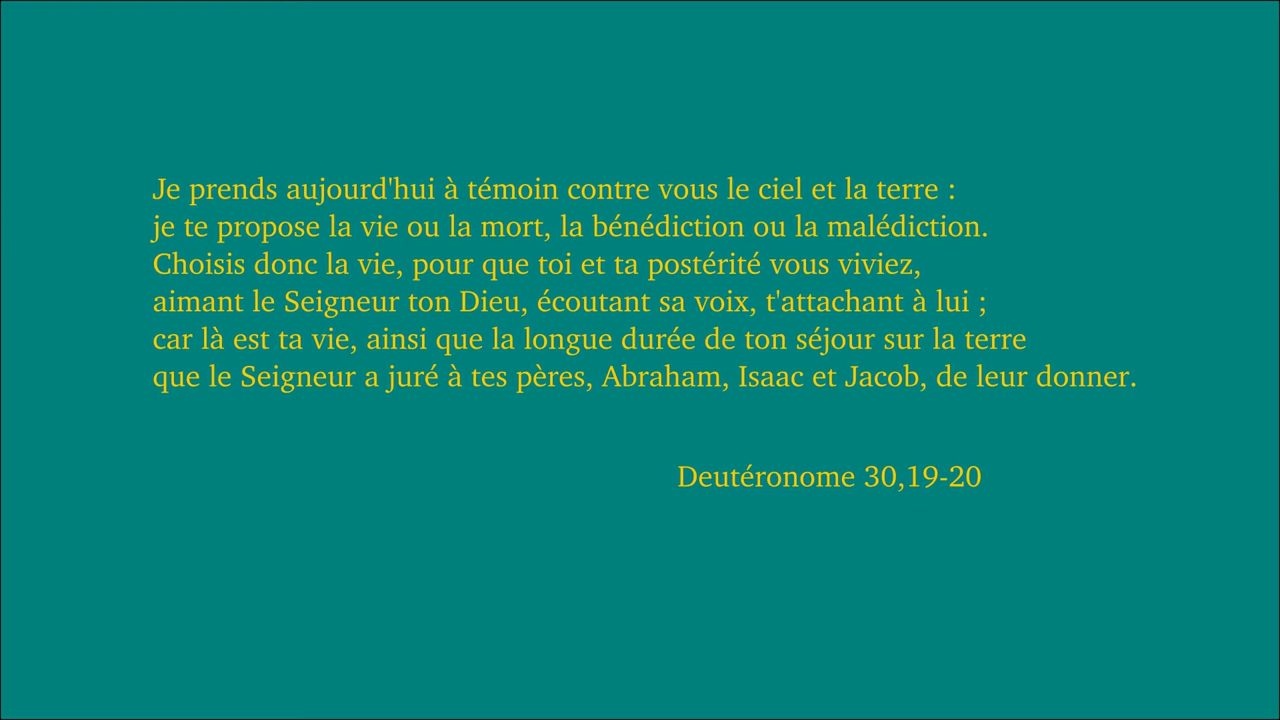 Je prends aujourd'hui à témoin contre vous le ciel et la terre :
je te propose la vie ou la mort, la bénédiction ou la malédiction.
Choisis donc la vie, pour que toi et ta postérité vous viviez,
aimant le Seigneur ton Dieu, écoutant sa voix, t'attachant à lui ;
car là est ta vie, ainsi que la longue durée de ton séjour sur la terre
que le Seigneur a juré à tes pères, Abraham, Isaac et Jacob, de leur donner.
Deutéronome 30,19-20